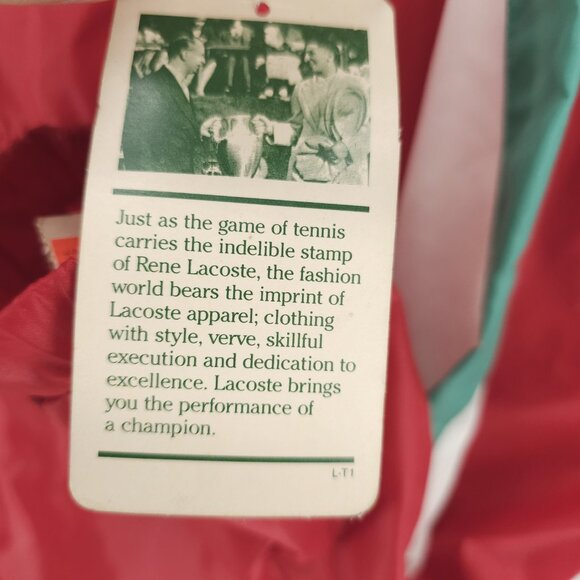 Just as the game of tennis
carries the indelible stamp
of Rene Lacoste, the fashion
world bears the imprint of
Lacoste apparel; clothing
with style, verve, skillful
execution and dedication to
excellence. Lacoste brings
you the performance of
a champion.
L-T1